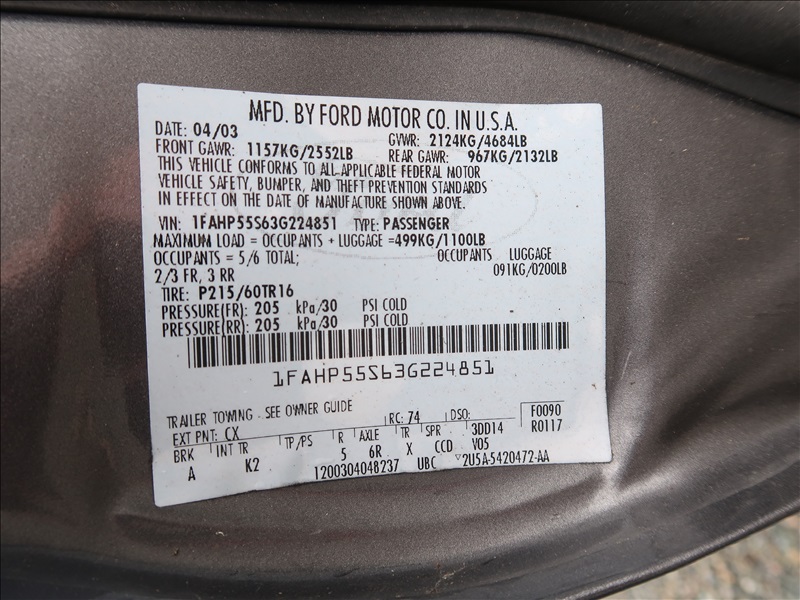 MFD. BY FORD MOTOR CO. IN U.S.A.
DATE: 04/03 GVWR: 2124KG/4684LB
FRONT GAWR: 1157KG/2552LB REAR GAWR: 967KG/2132LB
THIS VEHICLE CONFORMS TO ALL APPLICABLE FEDERAL MOTOR
VEHICLE SAFETY, BUMPER, AND THEFT PREVENTION STANDARDS
IN EFFECT ON THE DATE OF MANUFACTURE SHOWN ABOVE.
VIN: 1FAHP55S63G224851 TYPE: PASSENGER
MAXIMUM LOAD = OCCUPANTS + LUGGAGE =499KG/1100LB
OCCUPANTS = 5/6 TOTAL; OCCUPANTS LUGGAGE
2/3 FR, 3 RR 091KG/0200LB
TIRE: P215/60TR16
PRESSURE(FR): 205 kPa/30 PSI COLD
PRESSURE(RR): 205 kPa/30 PSI COLD
1FAHP55S63G224851
TRAILER TOWING - SEE OWNER GUIDE
EXT PNT: CX RC: 74 DSO: F0090
BRK INT TR TP/PS R AXLE TR SPR 3DD14 R0117
A K2 5 6R X CCD V05
1200304048237 UBC ▽2U5A-5420472-AA